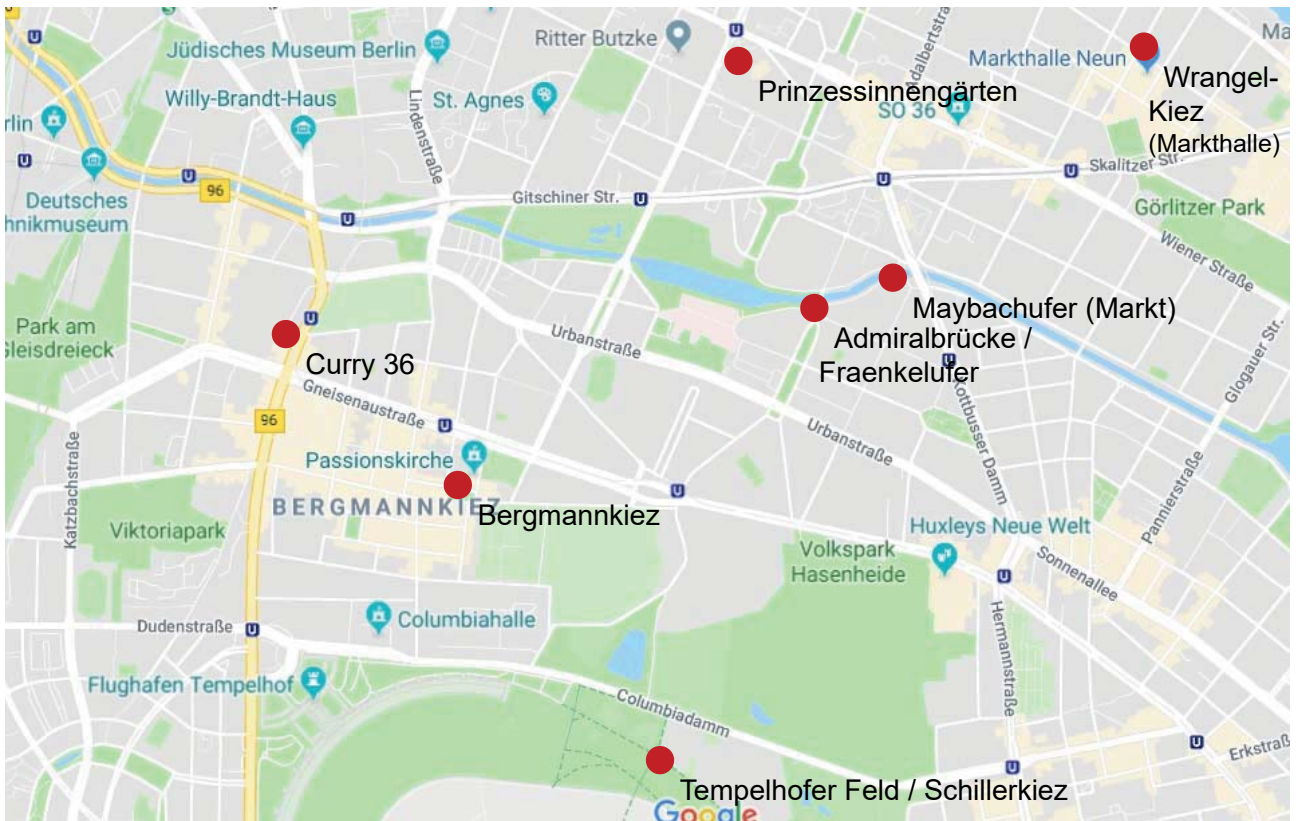 Jüdisches Museum Berlin
Ritter Butzke
Adalbertstr.
Markthalle Neun
Wrangel-
Kiez
(Markthalle)
Willy-Brandt-Haus
Lindenstraße
St. Agnes
Prinzessinnengärten
SO 36
Skalitzer Str.
96
Gitschiner Str.
Deutsches
hnikmuseum
Görlitzer Park
Wiener Straße
Maybachufer (Markt)
Admiralbrücke /
Fraenkelufer
Park am
Gleisdreieck
Curry 36
Urbanstraße
Glogauer Str.
Gneisenaustraße
Kottbusser Damm
96
Urbanstraße
Passionskirche
Katzbachstraße
BERGMANNKIEZ
Bergmannkiez
Pannierstraße
Viktoriapark
Huxleys Neue Welt
Volkspark
Hasenheide
Sonnenallee
Columbiahalle
Dudenstraße
Hermannstraße
Flughafen Tempelhof
Columbiadamm
Erkstraß
Tempelhofer Feld / Schillerkiez
Google